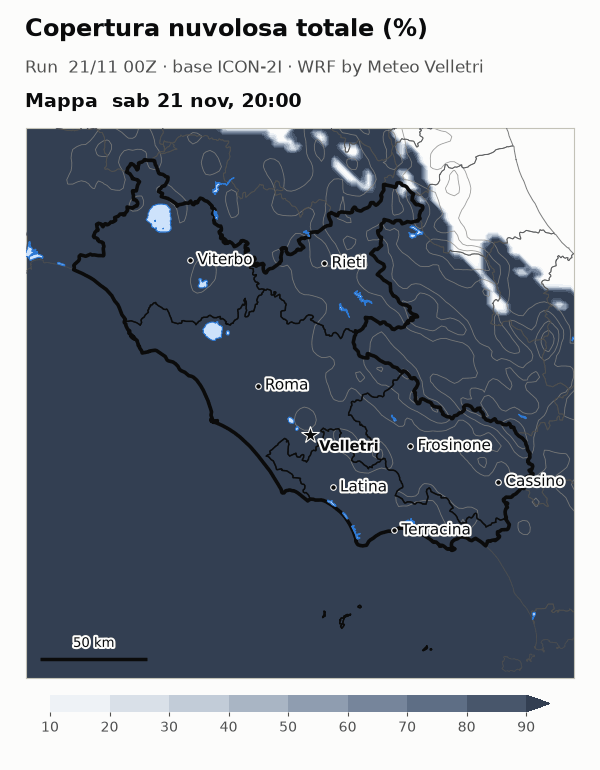 Copertura nuvolosa totale (%)
Run 21/11 00Z · base ICON-2I · WRF by Meteo Velletri
Mappa sab 21 nov, 20:00
Viterbo
Rieti
Roma
Velletri
Frosinone
Cassino
Latina
Terracina
50 km
10 20 30 40 50 60 70 80 90